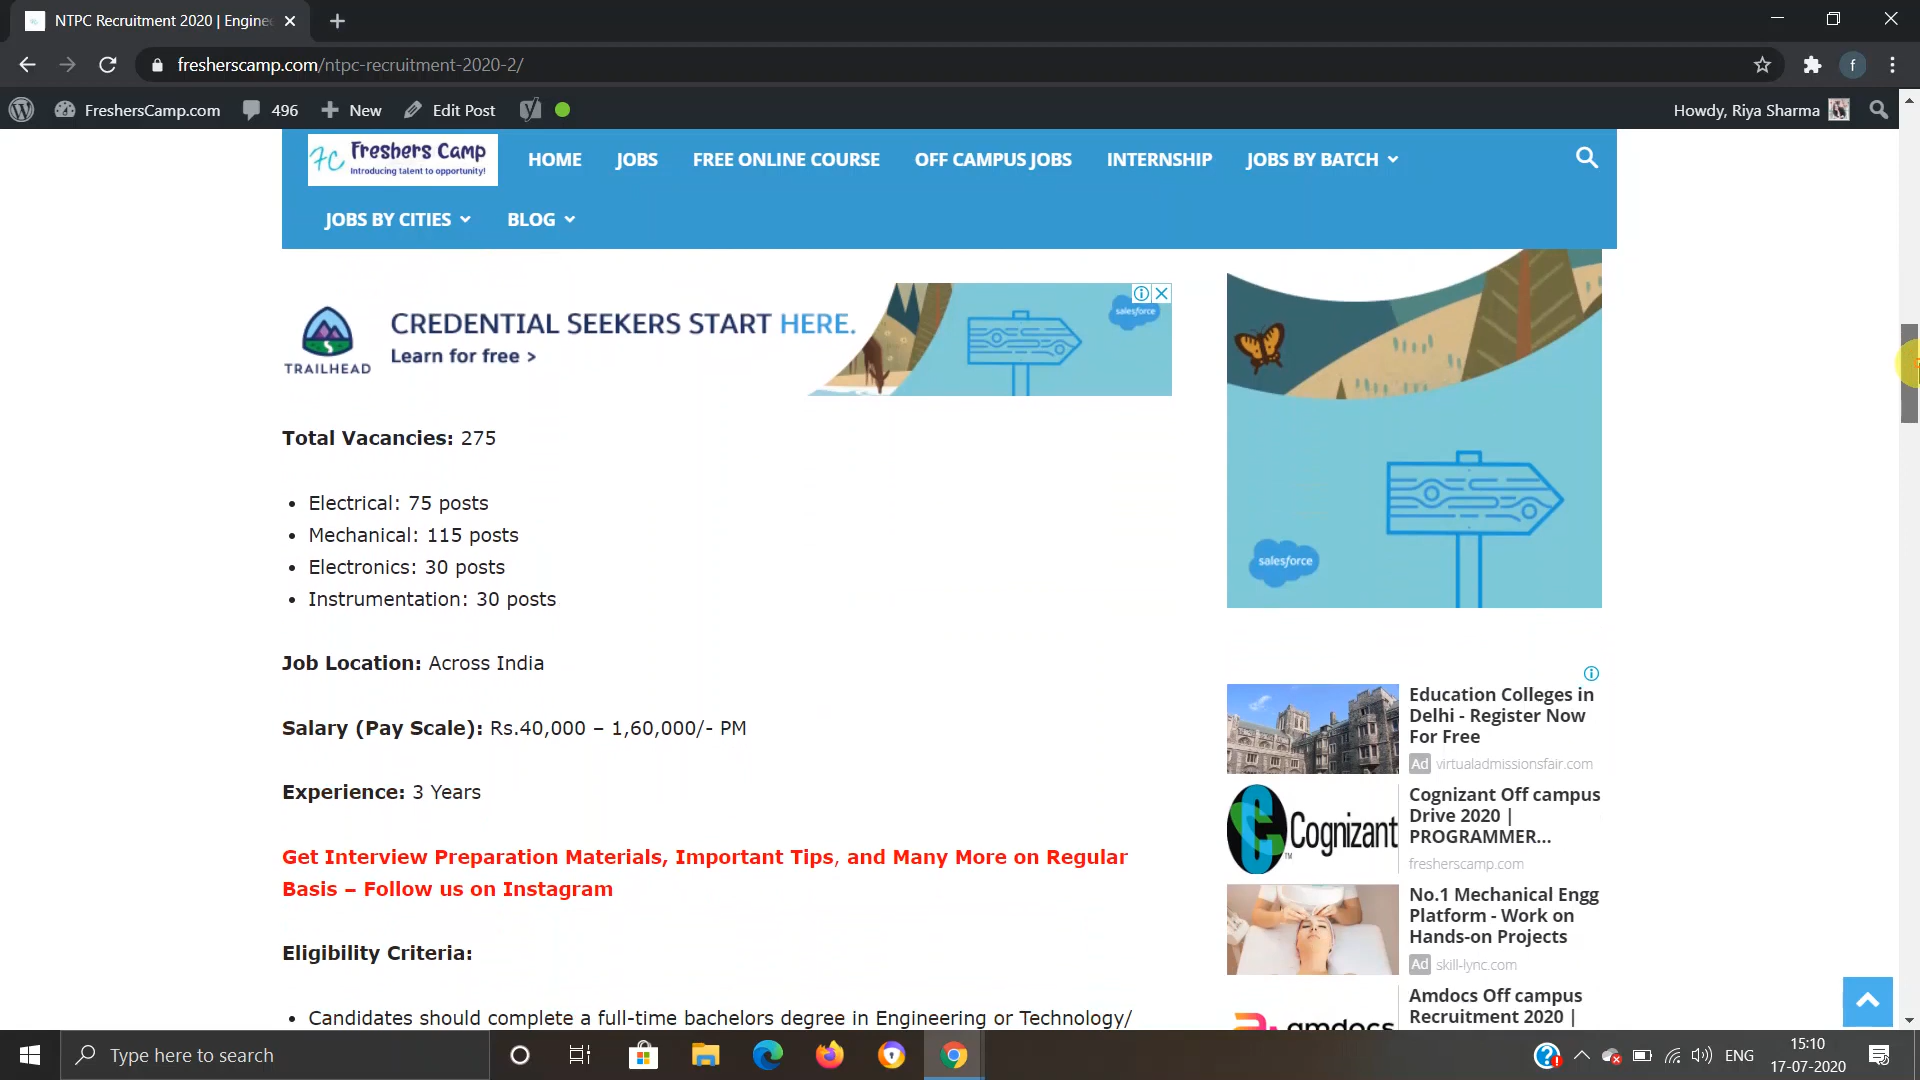 NTPC Recruitment 2020 | Engine
fresherscamp.com/ntpc-recruitment-2020-2/
FreshersCamp.com 496 New Edit Post Howdy, Riya Sharma
FC Freshers Camp
Introducing talent to opportunity!
HOME JOBS FREE ONLINE COURSE OFF CAMPUS JOBS INTERNSHIP JOBS BY BATCH
JOBS BY CITIES BLOG
CREDENTIAL SEEKERS START HERE.
Learn for free >
TRAILHEAD
salesforce
Total Vacancies: 275
• Electrical: 75 posts
• Mechanical: 115 posts
• Electronics: 30 posts
• Instrumentation: 30 posts
Job Location: Across India
Salary (Pay Scale): Rs.40,000 – 1,60,000/- PM
Experience: 3 Years
Get Interview Preparation Materials, Important Tips, and Many More on Regular
Basis – Follow us on Instagram
Eligibility Criteria:
• Candidates should complete a full-time bachelors degree in Engineering or Technology/
salesforce
Education Colleges in
Delhi - Register Now
For Free
Ad virtualadmissionsfair.com
Cognizant
Cognizant Off campus
Drive 2020 |
PROGRAMMER...
fresherscamp.com
No.1 Mechanical Engg
Platform - Work on
Hands-on Projects
Ad skill-lync.com
amdocs
Amdocs Off campus
Recruitment 2020 |
Type here to search
ENG
15:10
17-07-2020